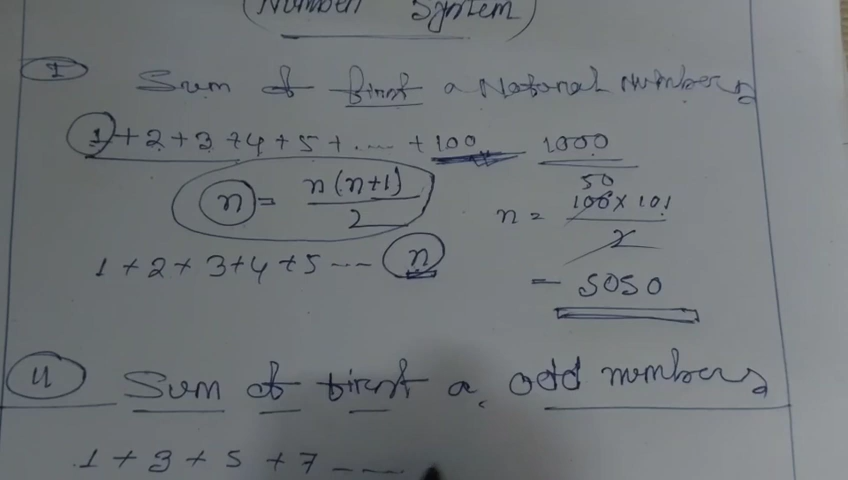 (Number System)
I Sum of first n Natural numbers
1 + 2 + 3 + 4 + 5 + .... + 100 1000
n = n(n+1)/2
50
n = 100 × 101 / 2
1 + 2 + 3 + 4 + 5 --- n
= 5050
II Sum of first n odd numbers
1 + 3 + 5 + 7 -----